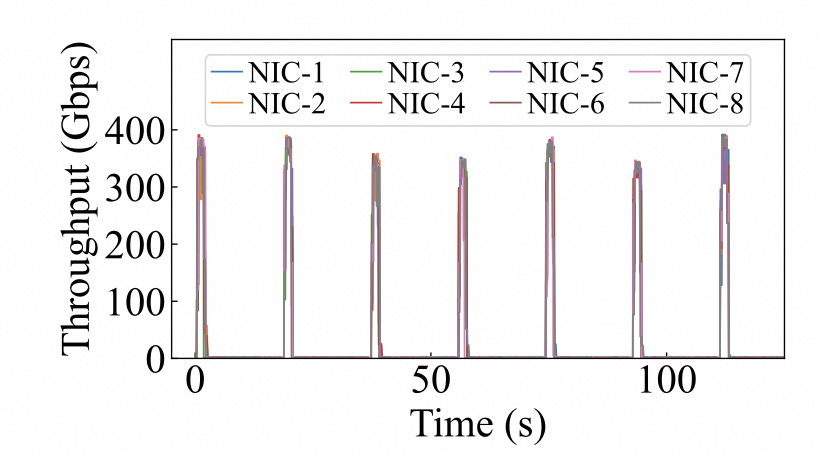 NIC-1 NIC-3 NIC-5 NIC-7
NIC-2 NIC-4 NIC-6 NIC-8
Throughput (Gbps)
400
300
200
100
0
0 50 100
Time (s)